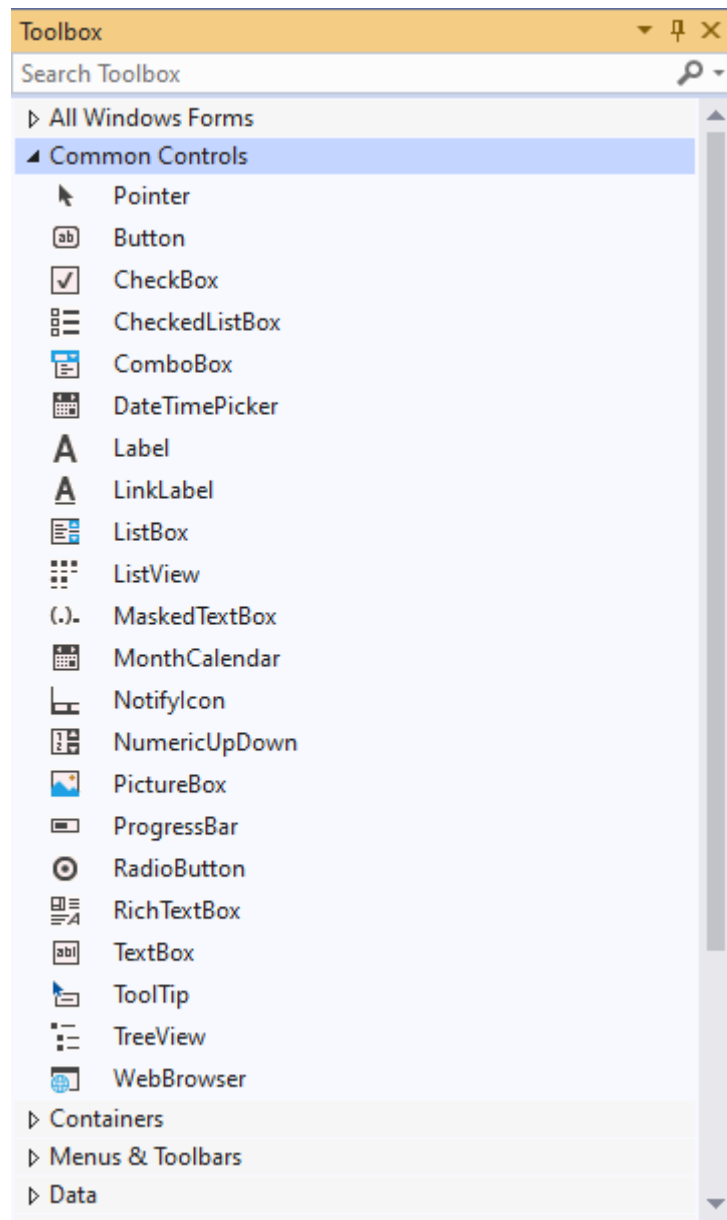 Toolbox
Search Toolbox
All Windows Forms
Common Controls
Pointer
Button
CheckBox
CheckedListBox
ComboBox
DateTimePicker
Label
LinkLabel
ListBox
ListView
MaskedTextBox
MonthCalendar
NotifyIcon
NumericUpDown
PictureBox
ProgressBar
RadioButton
RichTextBox
TextBox
ToolTip
TreeView
WebBrowser
Containers
Menus & Toolbars
Data